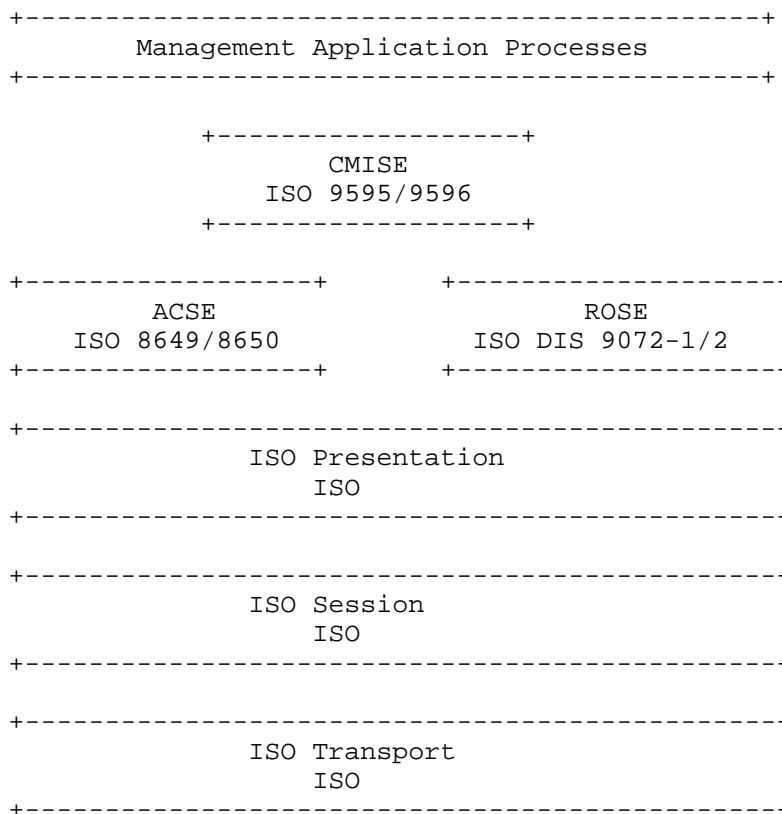 +----------------------------------------------+
Management Application Processes
+----------------------------------------------+
+-------------------+
CMISE
ISO 9595/9596
+-------------------+
+------------------+ +---------------------
ACSE ROSE
ISO 8649/8650 ISO DIS 9072-1/2
+------------------+ +---------------------
+-----------------------------------------------
ISO Presentation
ISO
+-----------------------------------------------
+-----------------------------------------------
ISO Session
ISO
+-----------------------------------------------
+-----------------------------------------------
ISO Transport
ISO
+-----------------------------------------------